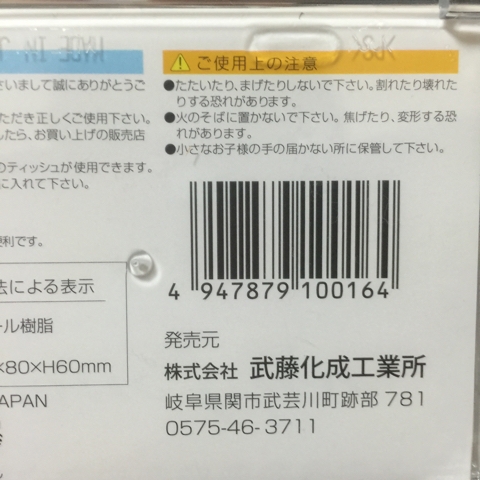 MADE IN
ご使用上の注意
さいまして誠にありがとうご
●たたいたり、まげたりしないで下さい。割れたり壊れた
りする恐れがあります。
ただき正しくご使用下さい。
●火のそばに置かないで下さい。焦げたり、変形する恐
したら、お買い上げの販売店
れがあります。
●小さなお子様の手の届かない所に保管して下さい。
のティッシュが使用できます。
に入れて下さい。
便利です。
4 947879 100164
法による表示
ール樹脂
×80×H60mm
APAN
発売元
株式会社 武藤化成工業所
岐阜県関市武芸川町跡部 781
0575-46-3711